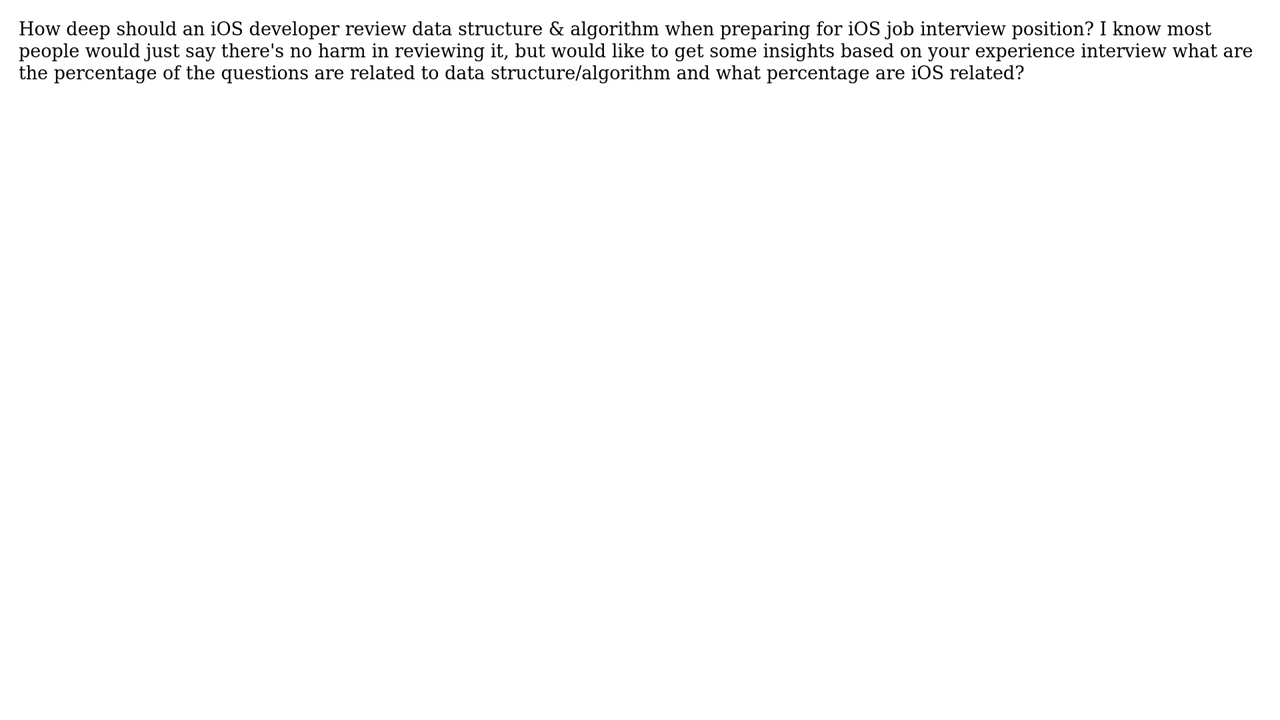 How deep should an iOS developer review data structure & algorithm when preparing for iOS job interview position? I know most
people would just say there's no harm in reviewing it, but would like to get some insights based on your experience interview what are
the percentage of the questions are related to data structure/algorithm and what percentage are iOS related?